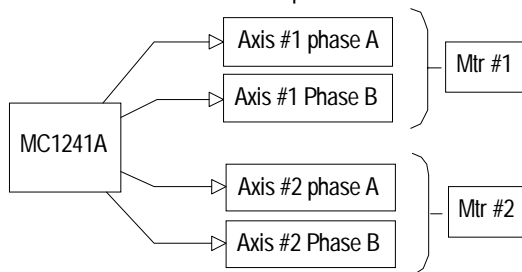 Axis #1 phase A
Mtr #1
Axis #1 Phase B
MC1241A
Axis #2 phase A
Mtr #2
Axis #2 Phase B